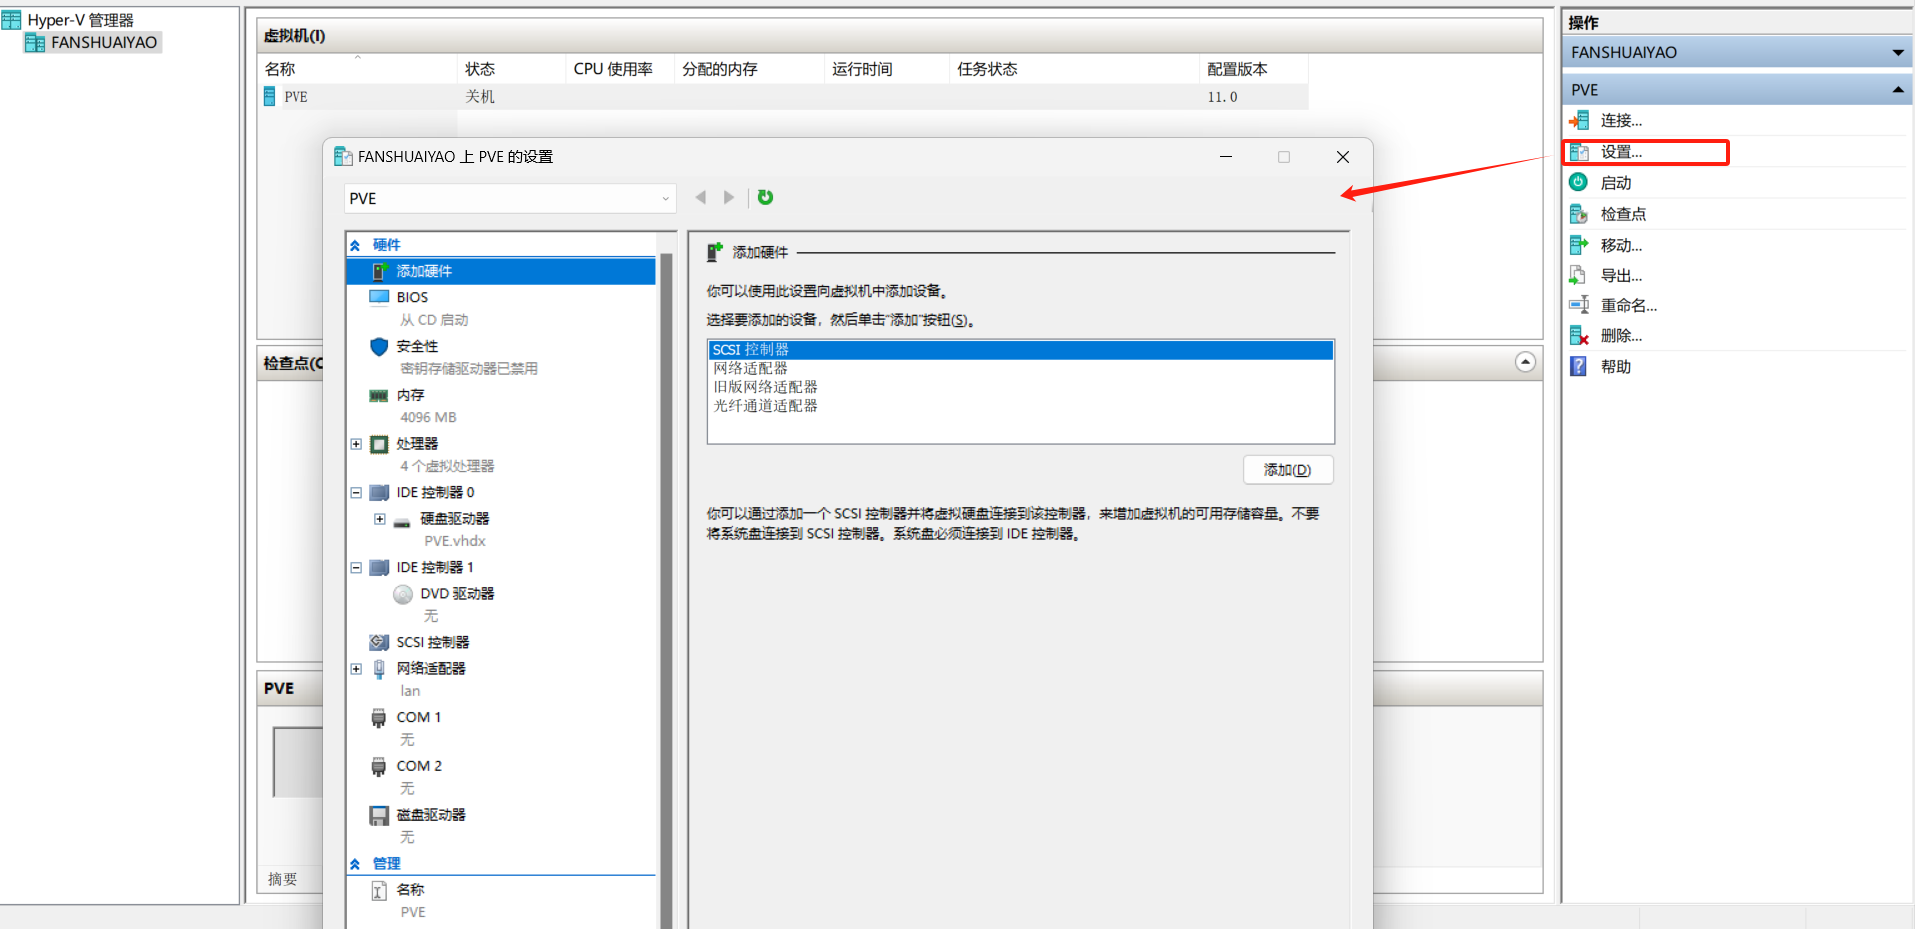 Hyper-V 管理器
FANSHUAIYAO
虚拟机(I)
名称
状态
CPU 使用率
分配的内存
运行时间
任务状态
配置版本
PVE
关机
11.0
检查点(C
PVE
摘要
FANSHUAIYAO 上 PVE 的设置
PVE
硬件
添加硬件
BIOS
从 CD 启动
安全性
密钥存储驱动器已禁用
内存
4096 MB
处理器
4 个虚拟处理器
IDE 控制器 0
硬盘驱动器
PVE.vhdx
IDE 控制器 1
DVD 驱动器
无
SCSI 控制器
网络适配器
lan
COM 1
无
COM 2
无
磁盘驱动器
无
管理
名称
PVE
添加硬件
你可以使用此设置向虚拟机中添加设备。
选择要添加的设备，然后单击"添加"按钮(S)。
SCSI 控制器
网络适配器
旧版网络适配器
光纤通道适配器
添加(D)
你可以通过添加一个 SCSI 控制器并将虚拟硬盘连接到该控制器，来增加虚拟机的可用存储容量。不要
将系统盘连接到 SCSI 控制器。系统盘必须连接到 IDE 控制器。
操作
FANSHUAIYAO
PVE
连接...
设置...
启动
检查点
移动...
导出...
重命名...
删除...
帮助